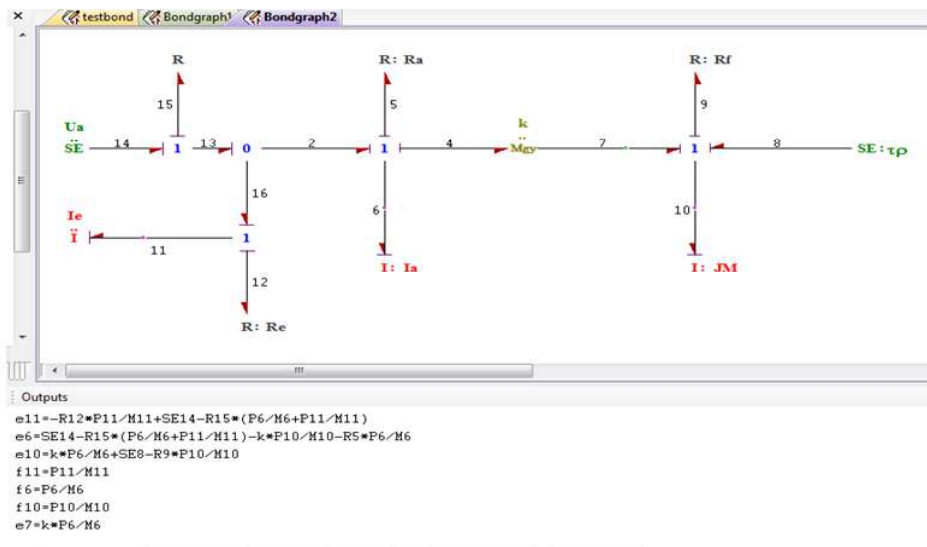 testbond Bondgraph1 Bondgraph2
R R: Ra R: Rf
15 5 9
Ua k
SE 14 1 13 0 2 1 4 Mgy 7 1 8 SE:τρ
16 6 10
Ie
I 11 1
I: Ia I: JM
12
R: Re
Outputs
e11=-R12*P11/M11+SE14-R15*(P6/M6+P11/M11)
e6=SE14-R15*(P6/M6+P11/M11)-k*P10/M10-R5*P6/M6
e10=k*P6/M6+SE8-R9*P10/M10
f11=P11/M11
f6=P6/M6
f10=P10/M10
e7=k*P6/M6